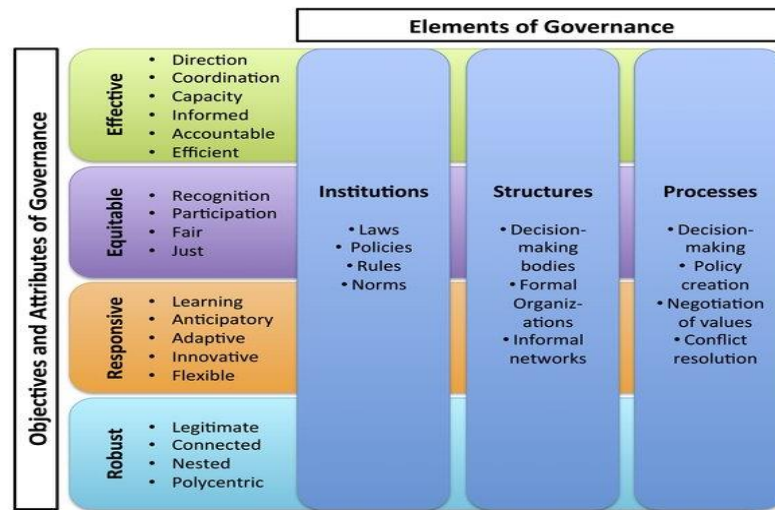 Elements of Governance
Objectives and Attributes of Governance
Effective
• Direction
• Coordination
• Capacity
• Informed
• Accountable
• Efficient
Equitable
• Recognition
• Participation
• Fair
• Just
Responsive
• Learning
• Anticipatory
• Adaptive
• Innovative
• Flexible
Robust
• Legitimate
• Connected
• Nested
• Polycentric
Institutions
• Laws
• Policies
• Rules
• Norms
Structures
• Decision-
making
bodies
• Formal
Organiz-
ations
• Informal
networks
Processes
• Decision-
making
• Policy
creation
• Negotiation
of values
• Conflict
resolution